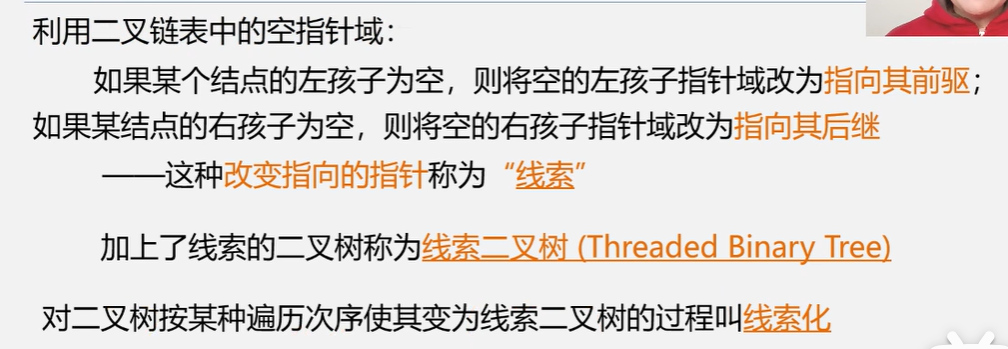 利用二叉链表中的空指针域：
如果某个结点的左孩子为空，则将空的左孩子指针域改为指向其前驱；
如果某结点的右孩子为空，则将空的右孩子指针域改为指向其后继
——这种改变指向的指针称为“线索”
加上了线索的二叉树称为线索二叉树 (Threaded Binary Tree)
对二叉树按某种遍历次序使其变为线索二叉树的过程叫线索化